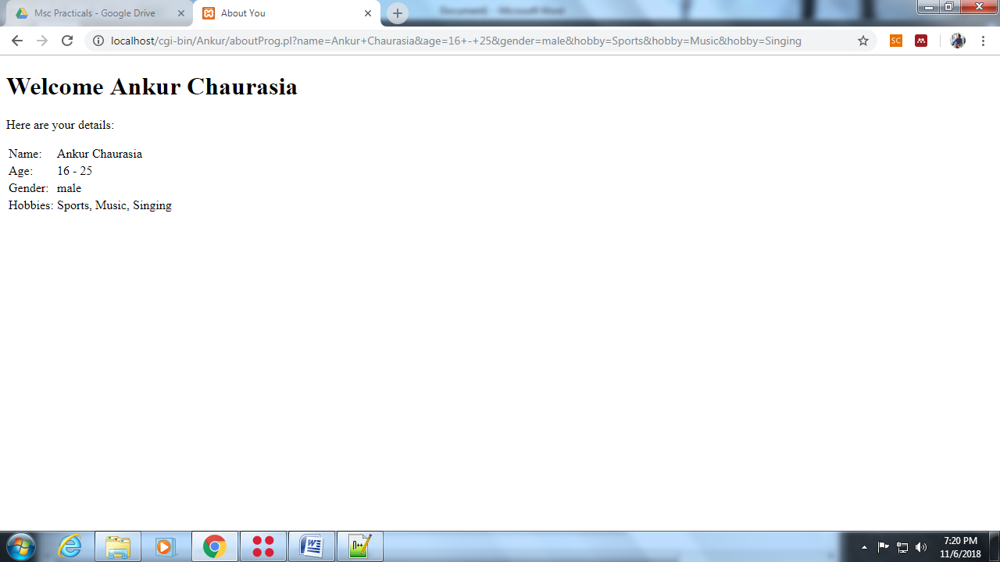 Msc Practicals - Google Drive
About You
Document1 - Microsoft Word
localhost/cgi-bin/Ankur/aboutProg.pl?name=Ankur+Chaurasia&age=16+-+25&gender=male&hobby=Sports&hobby=Music&hobby=Singing
SC
Welcome Ankur Chaurasia
Here are your details:
Name: Ankur Chaurasia
Age: 16 - 25
Gender: male
Hobbies: Sports, Music, Singing
7:20 PM
11/6/2018